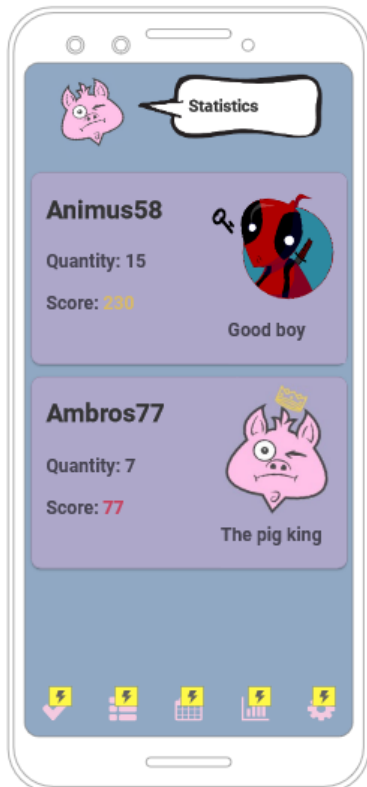 Statistics
Animus58
Quantity: 15
Score: 230
Good boy
Ambros77
Quantity: 7
Score: 77
The pig king